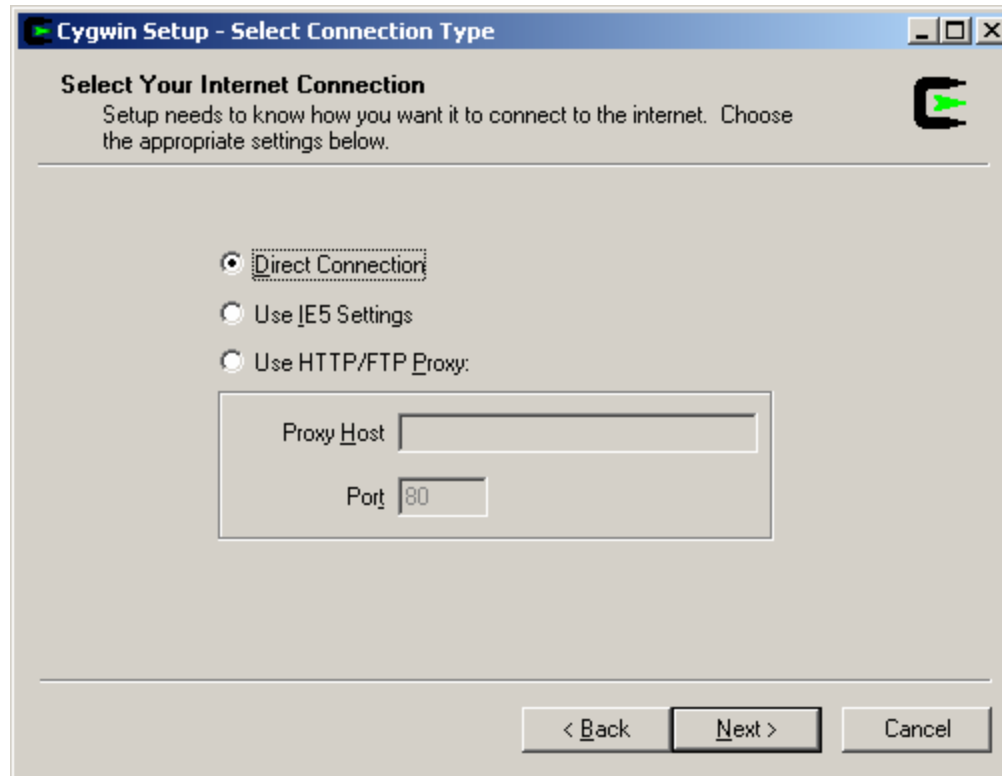 Cygwin Setup - Select Connection Type
Select Your Internet Connection
Setup needs to know how you want it to connect to the internet. Choose
the appropriate settings below.
Direct Connection
Use IE5 Settings
Use HTTP/FTP Proxy:
Proxy Host
Port 80
< Back Next > Cancel